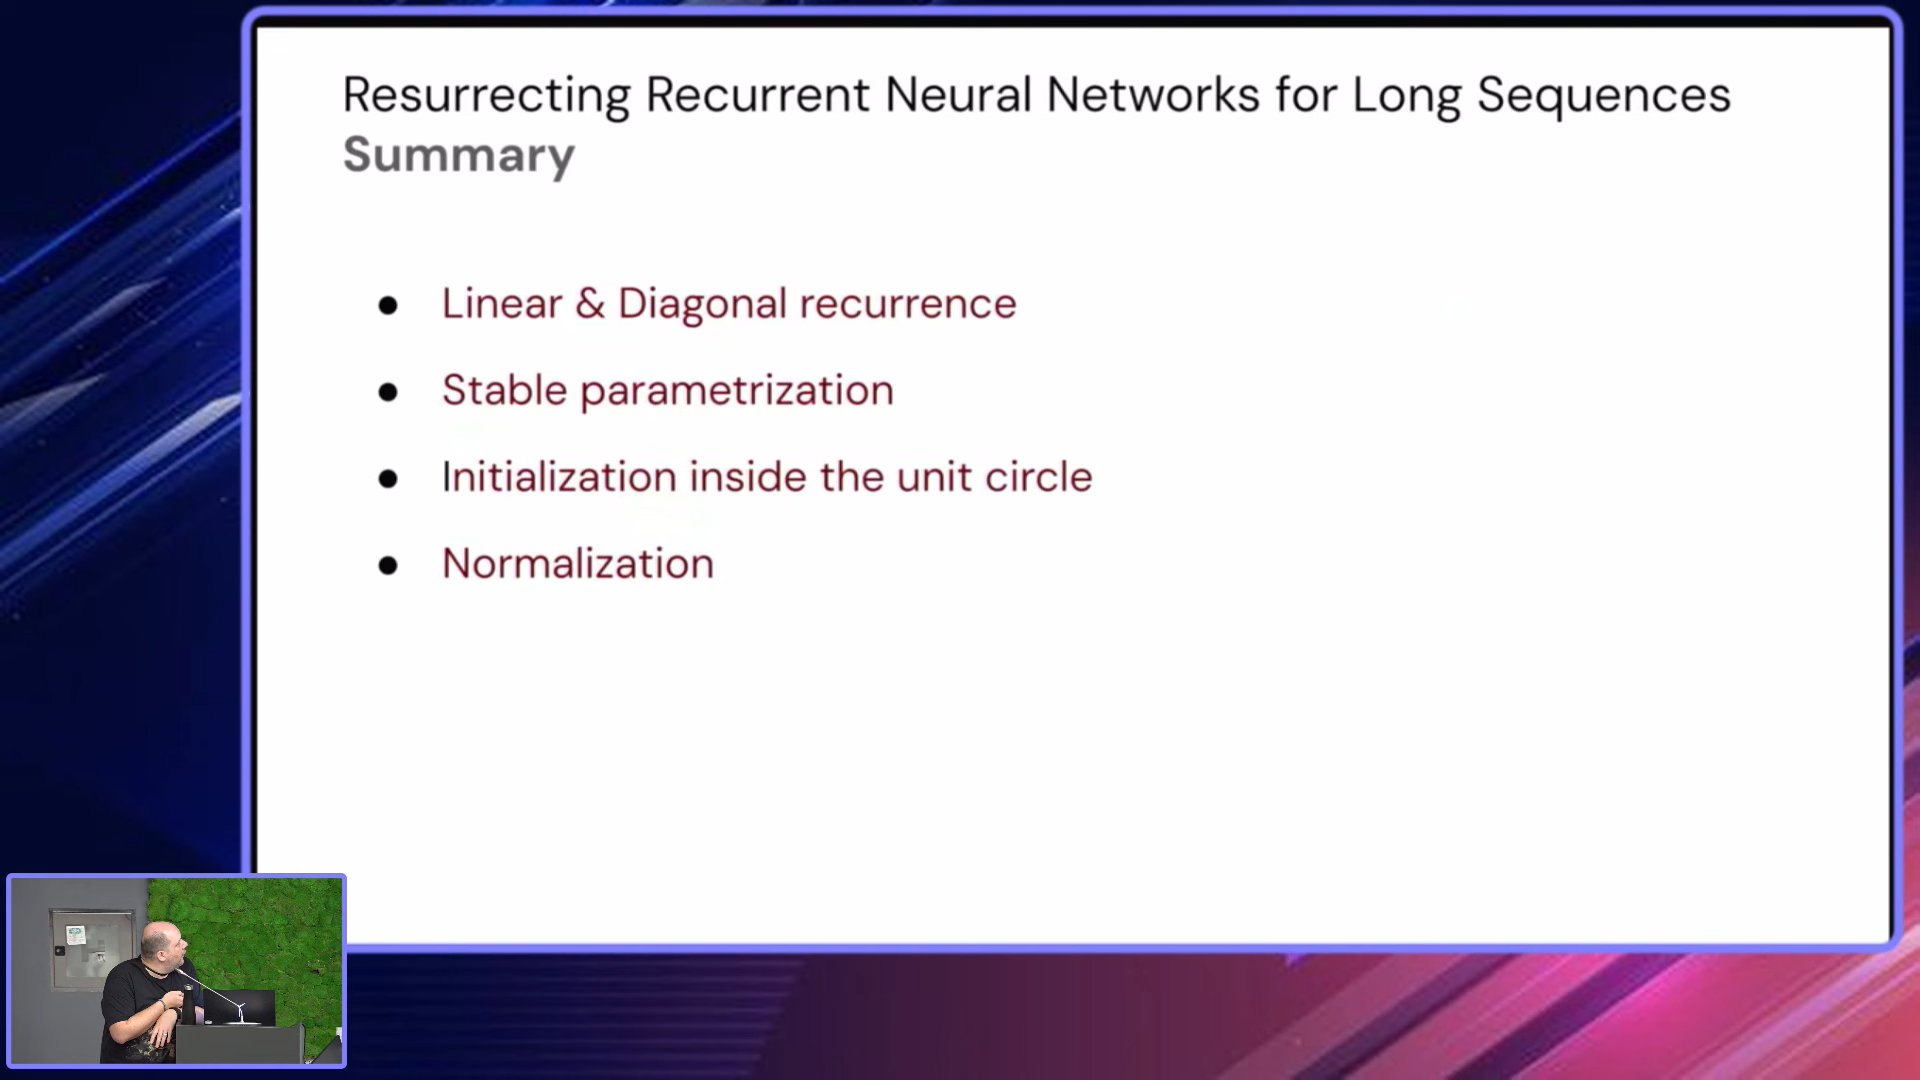 Resurrecting Recurrent Neural Networks for Long Sequences
Summary
● Linear & Diagonal recurrence
● Stable parametrization
● Initialization inside the unit circle
● Normalization